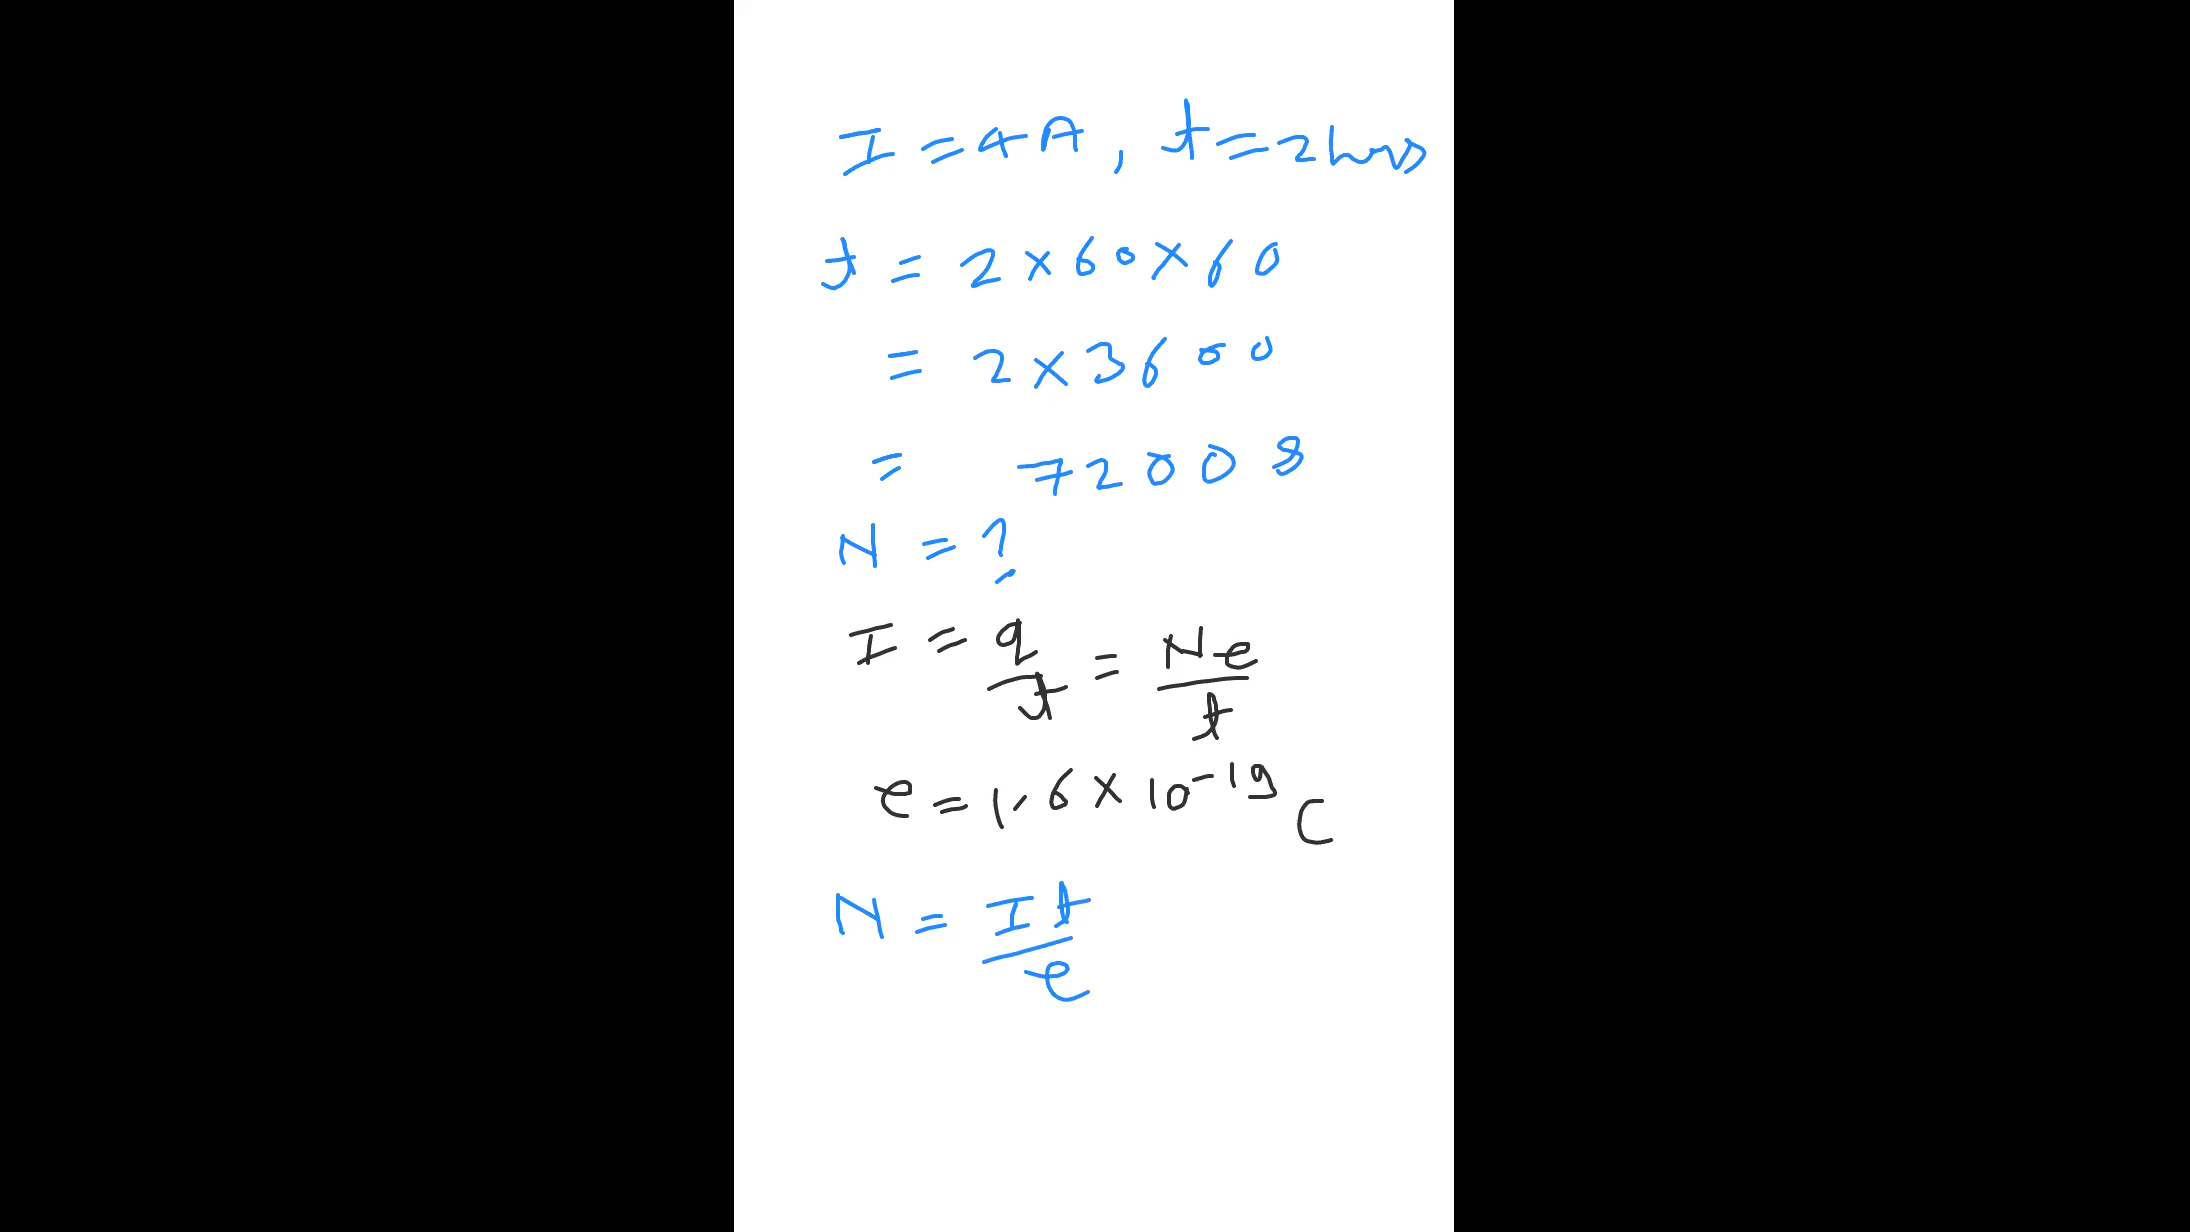 I = 4A, t = 2hrs
t = 2 × 60 × 60
= 2 × 3600
= 7200 s
N = ?
I = q/t = Ne/t
e = 1.6 × 10⁻¹⁹ C
N = It/e